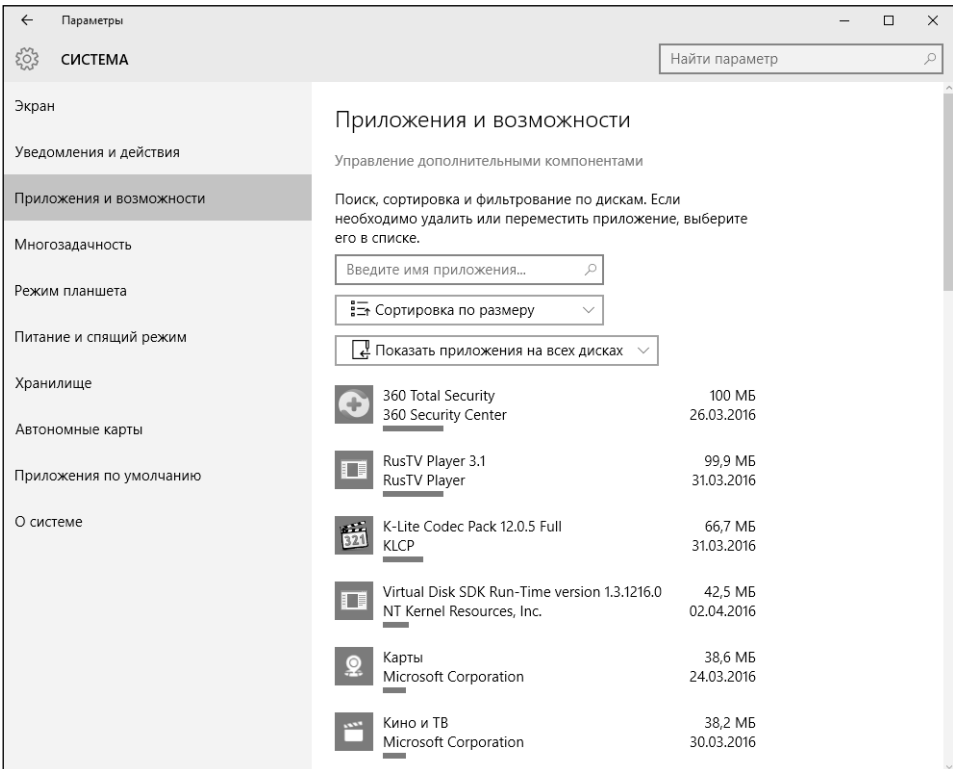 Параметры
СИСТЕМА
Найти параметр
Экран
Уведомления и действия
Приложения и возможности
Многозадачность
Режим планшета
Питание и спящий режим
Хранилище
Автономные карты
Приложения по умолчанию
О системе
Приложения и возможности
Управление дополнительными компонентами
Поиск, сортировка и фильтрование по дискам. Если
необходимо удалить или переместить приложение, выберите
его в списке.
Введите имя приложения...
Сортировка по размеру
Показать приложения на всех дисках
360 Total Security 100 МБ
360 Security Center 26.03.2016
RusTV Player 3.1 99,9 МБ
RusTV Player 31.03.2016
321
K-Lite Codec Pack 12.0.5 Full 66,7 МБ
KLCP 31.03.2016
Virtual Disk SDK Run-Time version 1.3.1216.0 42,5 МБ
NT Kernel Resources, Inc. 02.04.2016
Карты 38,6 МБ
Microsoft Corporation 24.03.2016
Кино и ТВ 38,2 МБ
Microsoft Corporation 30.03.2016